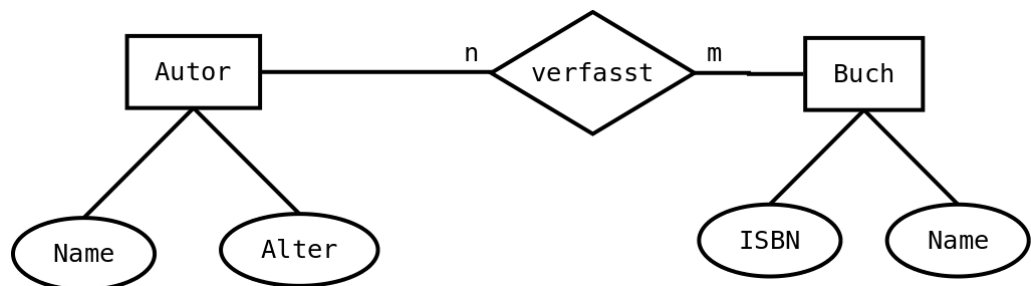 n
m
Autor
verfasst
Buch
Name
Alter
ISBN
Name